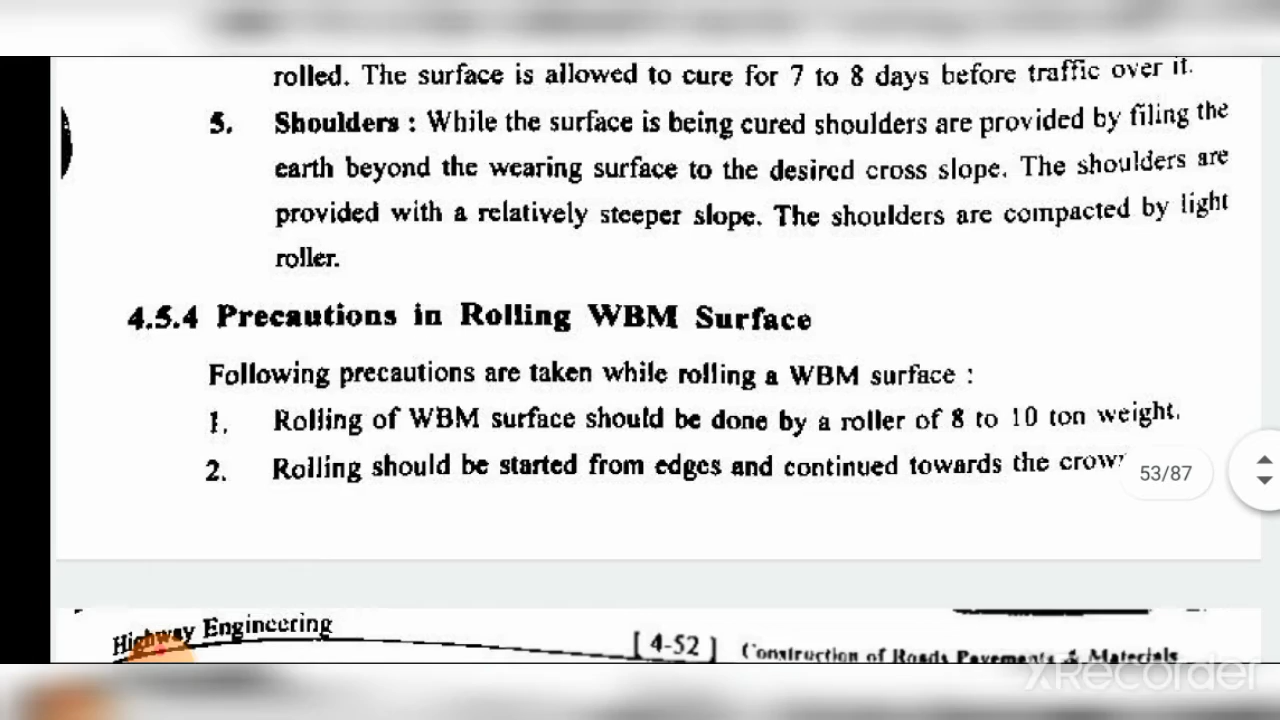 rolled. The surface is allowed to cure for 7 to 8 days before traffic over it.
5. Shoulders : While the surface is being cured shoulders are provided by filing the
earth beyond the wearing surface to the desired cross slope. The shoulders are
provided with a relatively steeper slope. The shoulders are compacted by light
roller.
4.5.4 Precautions in Rolling WBM Surface
Following precautions are taken while rolling a WBM surface :
1. Rolling of WBM surface should be done by a roller of 8 to 10 ton weight.
2. Rolling should be started from edges and continued towards the crow
53/87
Highway Engineering
[ 4-52 ] Construction of Roads Pavements & Materials
XRecorder